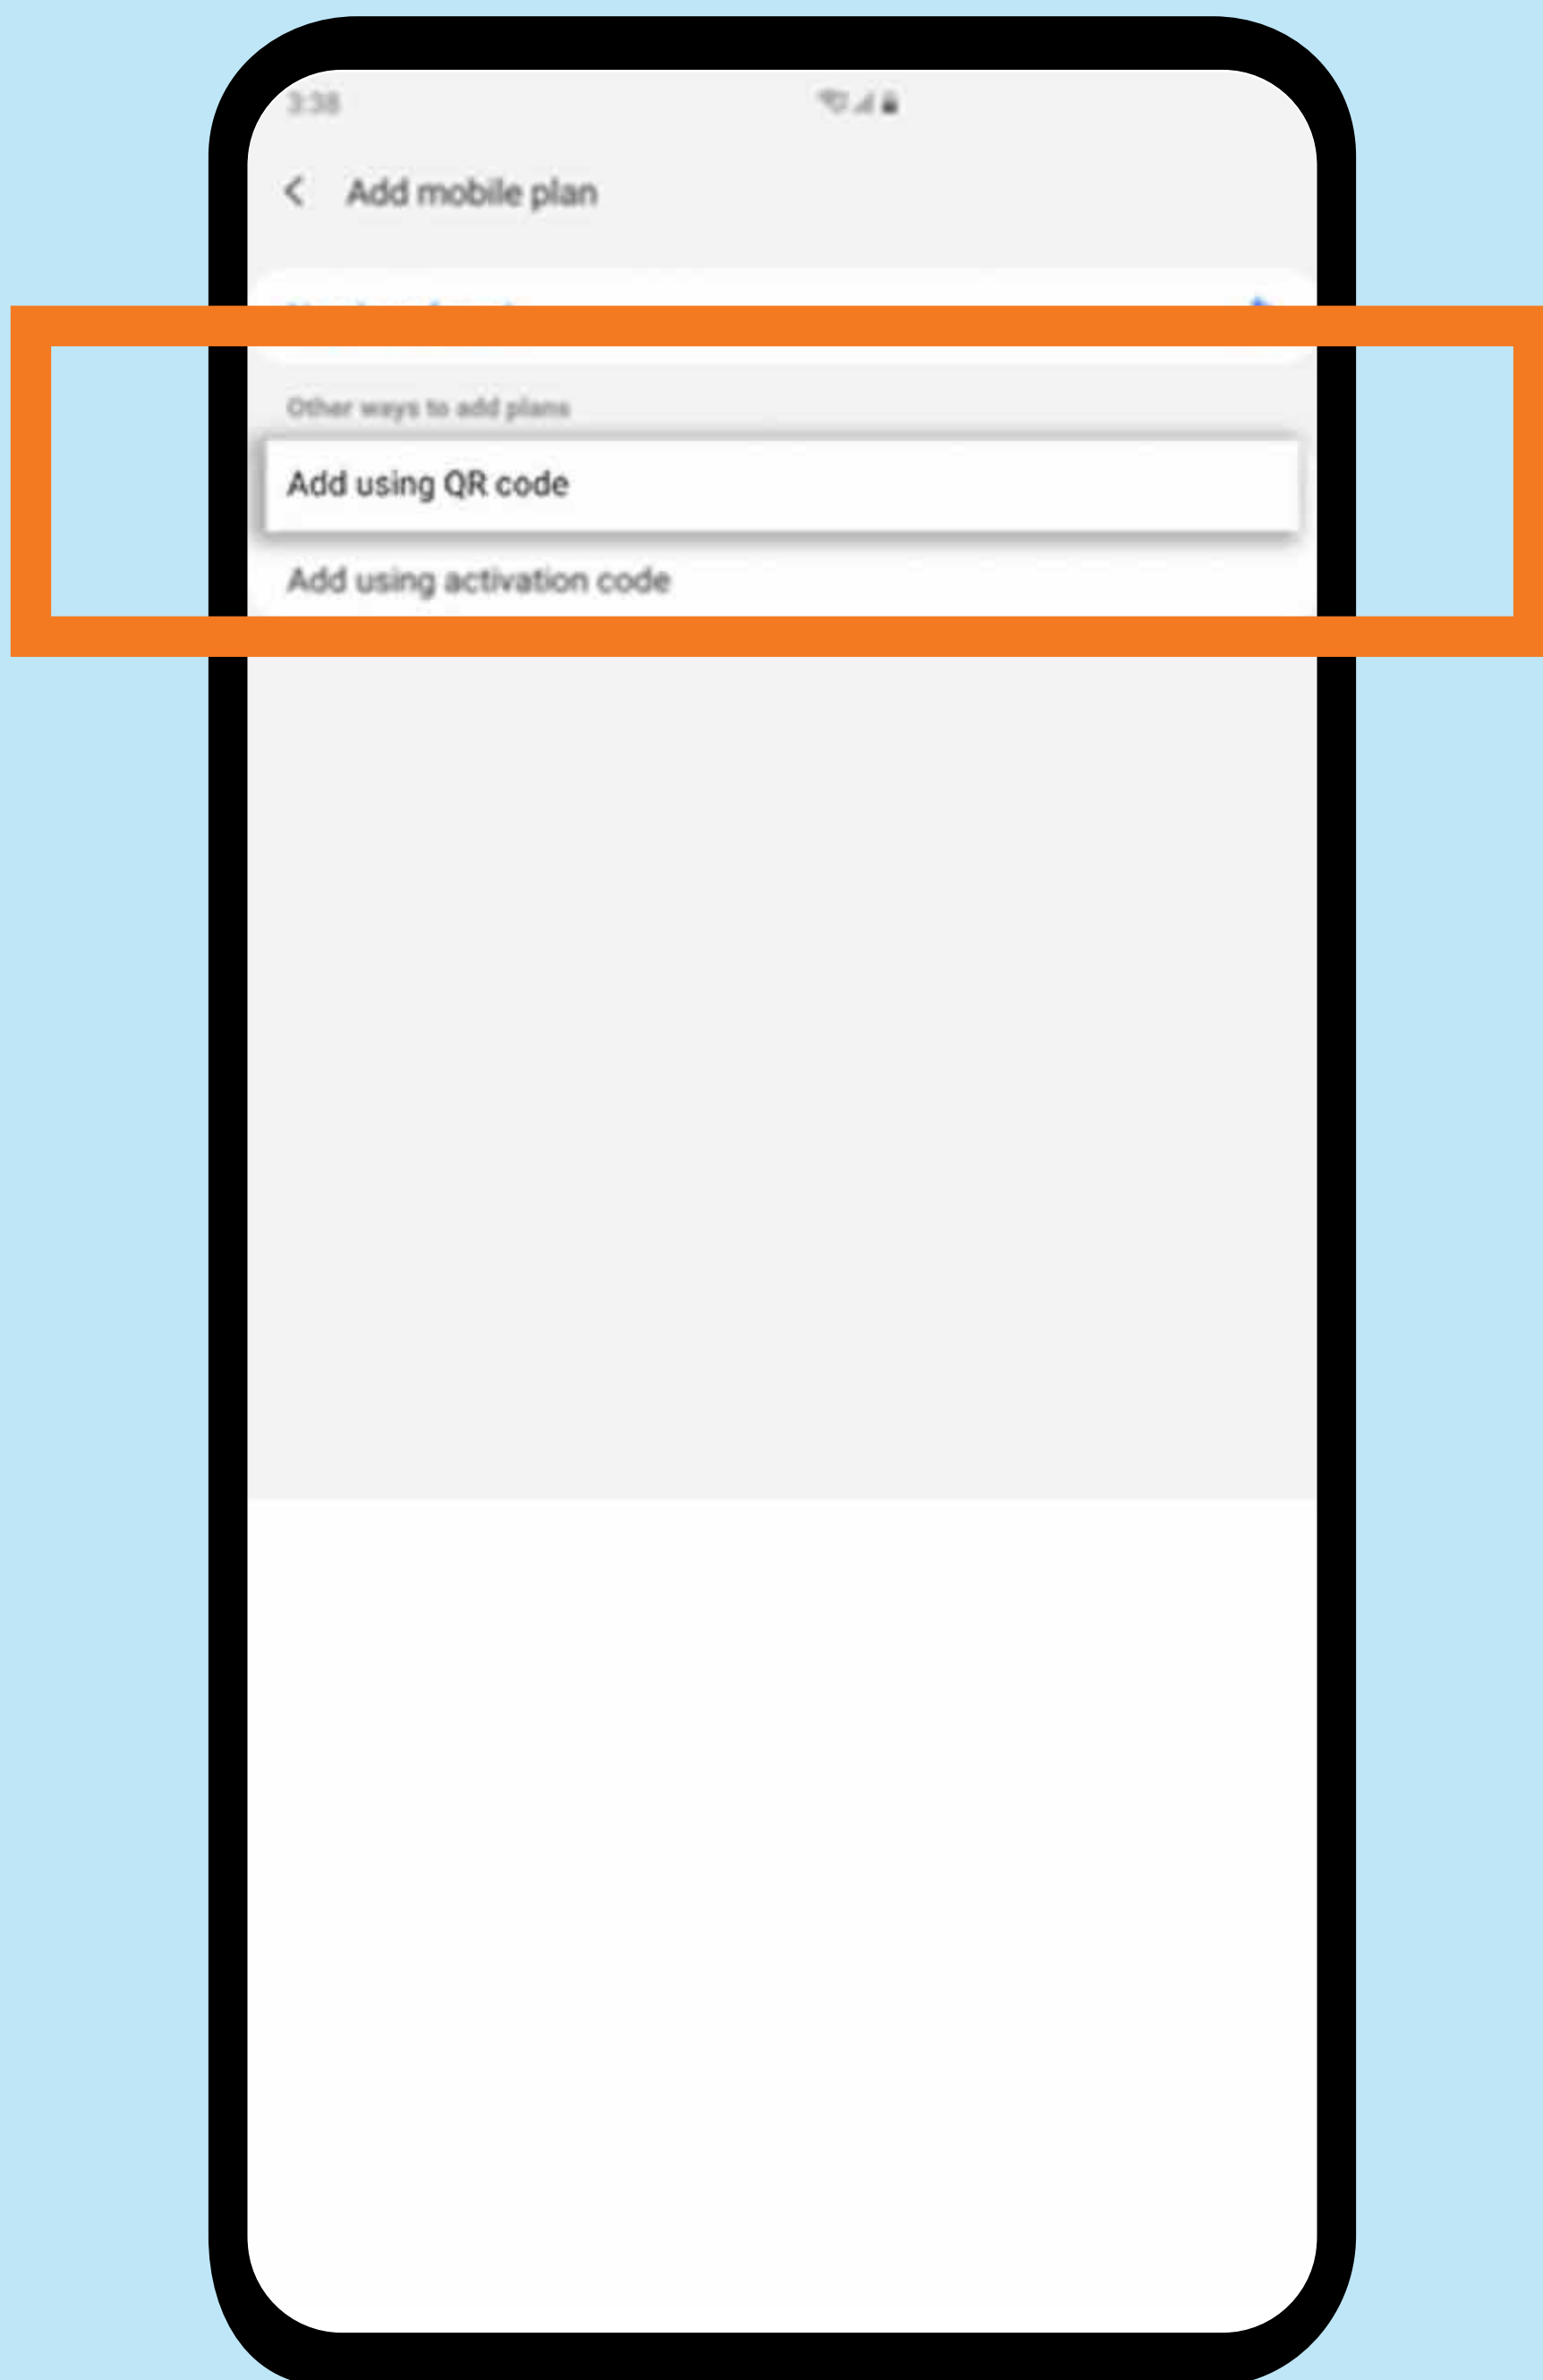 3:38
Add mobile plan
Other ways to add plans
Add using QR code
Add using activation code